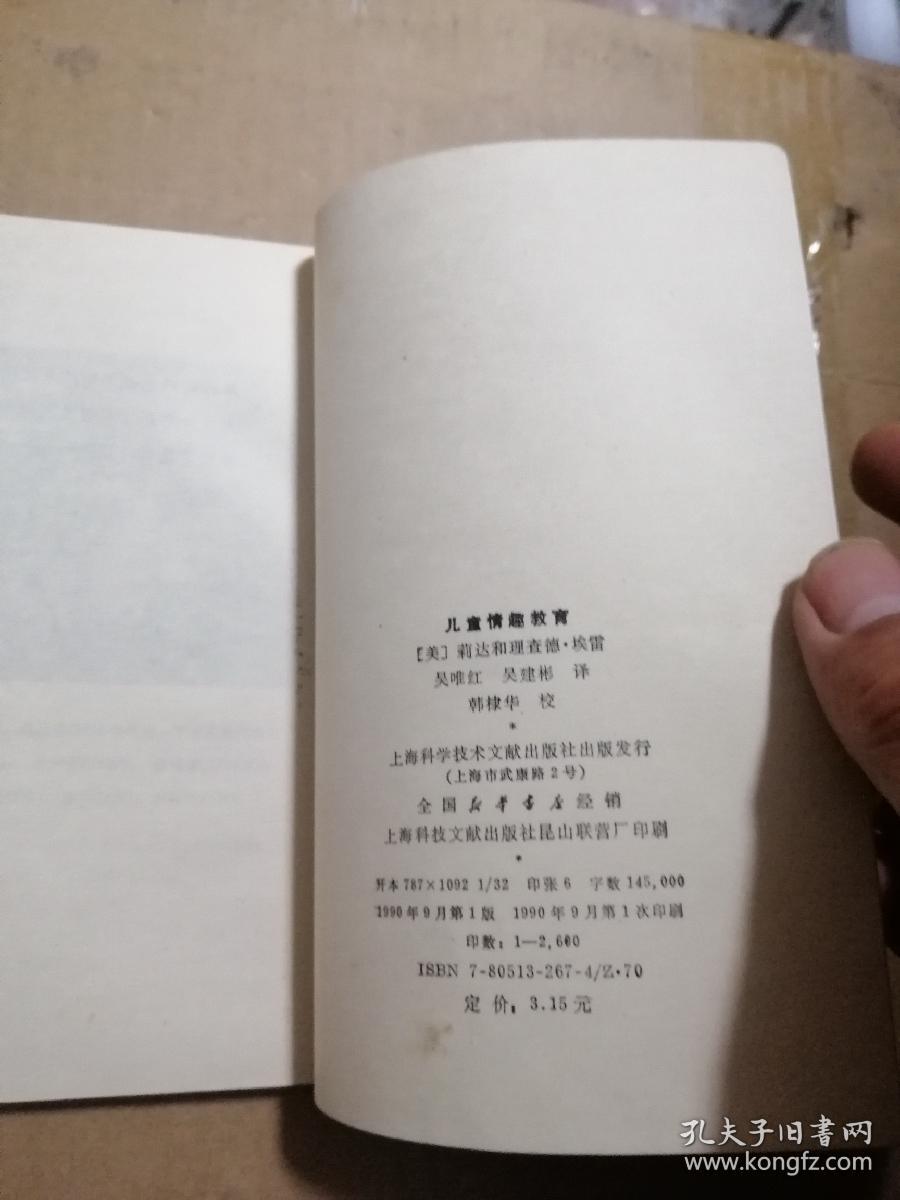 儿童情趣教育
〔美〕莉达和理查德·埃雷
吴唯红 吴建彬 译
韩棣华 校
*
上海科学技术文献出版社出版发行
(上海市武康路2号)
全国新华书店经销
上海科技文献出版社昆山联营厂印刷
*
开本 787×1092 1/32 印张 6 字数 145,000
1990年9月第1版 1990年9月第1次印刷
印数:1—2,600
ISBN 7-80513-267-4/Z·70
定价:3.15元
孔夫子旧书网
www.kongfz.com